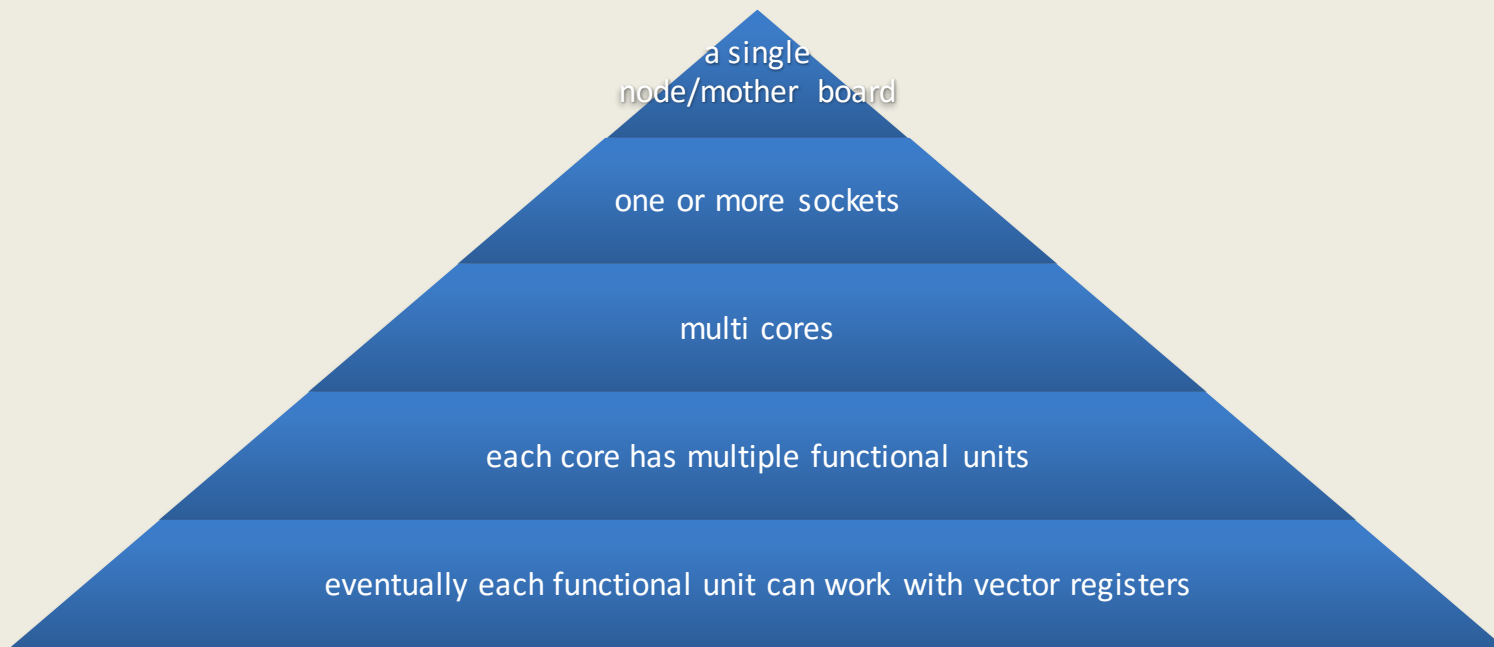 a single
node/mother board
one or more sockets
multi cores
each core has multiple functional units
eventually each functional unit can work with vector registers